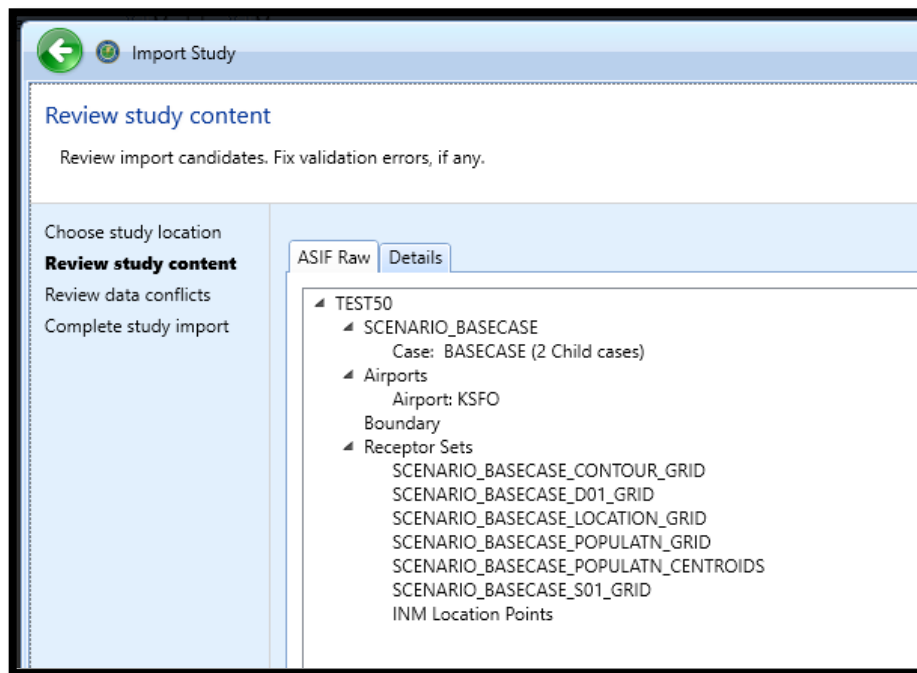 Import Study
Review study content
Review import candidates. Fix validation errors, if any.
Choose study location
Review study content
Review data conflicts
Complete study import
ASIF Raw
Details
TEST50
SCENARIO_BASECASE
Case: BASECASE (2 Child cases)
Airports
Airport: KSFO
Boundary
Receptor Sets
SCENARIO_BASECASE_CONTOUR_GRID
SCENARIO_BASECASE_D01_GRID
SCENARIO_BASECASE_LOCATION_GRID
SCENARIO_BASECASE_POPULATN_GRID
SCENARIO_BASECASE_POPULATN_CENTROIDS
SCENARIO_BASECASE_S01_GRID
INM Location Points